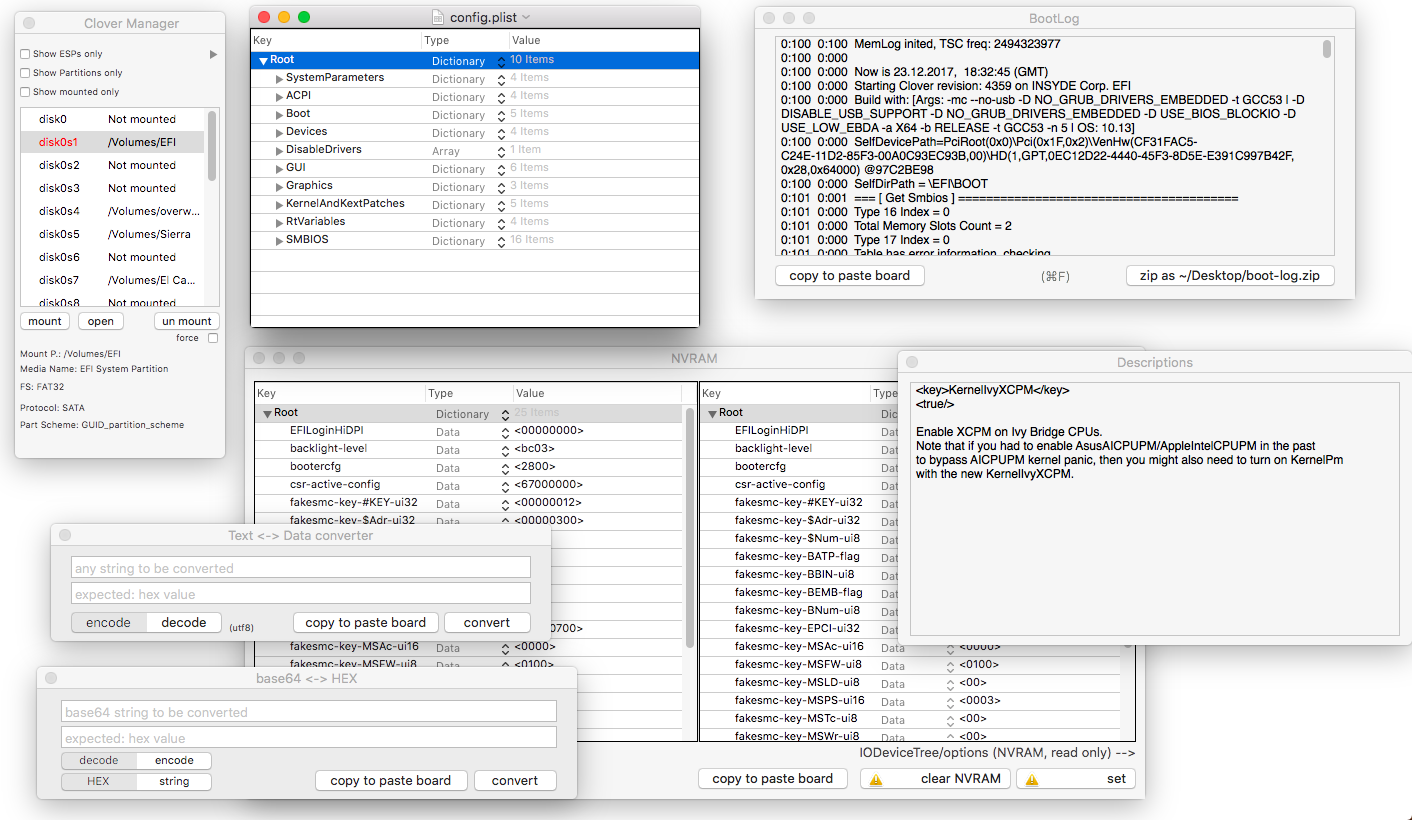 Clover Manager
Show ESPs only
Show Partitions only
Show mounted only
disk0 Not mounted
disk0s1 /Volumes/EFI
disk0s2 Not mounted
disk0s3 Not mounted
disk0s4 /Volumes/overw...
disk0s5 /Volumes/Sierra
disk0s6 Not mounted
disk0s7 /Volumes/El Ca...
disk0s8 Not mounted
mount open un mount
force
Mount P.: /Volumes/EFI
Media Name: EFI System Partition
FS: FAT32
Protocol: SATA
Part Scheme: GUID_partition_scheme
config.plist
Key Type Value
Root Dictionary 10 Items
SystemParameters Dictionary 4 Items
ACPI Dictionary 4 Items
Boot Dictionary 5 Items
Devices Dictionary 4 Items
DisableDrivers Array 1 Item
GUI Dictionary 6 Items
Graphics Dictionary 3 Items
KernelAndKextPatches Dictionary 5 Items
RtVariables Dictionary 4 Items
SMBIOS Dictionary 16 Items
BootLog
0:100 0:100 MemLog inited, TSC freq: 2494323977
0:100 0:000
0:100 0:000 Now is 23.12.2017, 18:32:45 (GMT)
0:100 0:000 Starting Clover revision: 4359 on INSYDE Corp. EFI
0:100 0:000 Build with: [Args: -mc --no-usb -D NO_GRUB_DRIVERS_EMBEDDED -t GCC53 | -D
DISABLE_USB_SUPPORT -D NO_GRUB_DRIVERS_EMBEDDED -D USE_BIOS_BLOCKIO -D
USE_LOW_EBDA -a X64 -b RELEASE -t GCC53 -n 5 | OS: 10.13]
0:100 0:000 SelfDevicePath=PciRoot(0x0)\Pci(0x1F,0x2)\VenHw(CF31FAC5-
C24E-11D2-85F3-00A0C93EC93B,00)\HD(1,GPT,0EC12D22-4440-45F3-8D5E-E391C997B42F,
0x28,0x64000) @97C2BE98
0:100 0:000 SelfDirPath = \EFI\BOOT
0:101 0:001 === [ Get Smbios ] ========================================
0:101 0:000 Type 16 Index = 0
0:101 0:000 Total Memory Slots Count = 2
0:101 0:000 Type 17 Index = 0
0:101 0:000 Table has error information, checking
copy to paste board (⌘F) zip as ~/Desktop/boot-log.zip
NVRAM
Key Type Value
Root Dictionary 25 Items
EFILoginHiDPI Data <00000000>
backlight-level Data <bc03>
bootercfg Data <2800>
csr-active-config Data <67000000>
fakesmc-key-#KEY-ui32 Data <00000012>
fakesmc-key-$Adr-ui32 Data <00000300>
0700>
fakesmc-key-MSAc-ui16 Data <0000>
fakesmc-key-MSFW-ui8 Data <0100>
Key Type
Root Dic
EFILoginHiDPI Dat
backlight-level Dat
bootercfg Dat
csr-active-config Dat
fakesmc-key-#KEY-ui32 Dat
fakesmc-key-$Adr-ui32 Dat
fakesmc-key-$Num-ui8 Dat
fakesmc-key-BATP-flag Dat
fakesmc-key-BBIN-ui8 Dat
fakesmc-key-BEMB-flag Dat
fakesmc-key-BNum-ui8 Dat
fakesmc-key-EPCI-ui32 Dat
fakesmc-key-MSAc-ui16 Data <0000>
fakesmc-key-MSFW-ui8 Data <0100>
fakesmc-key-MSLD-ui8 Data <00>
fakesmc-key-MSPS-ui16 Data <0003>
fakesmc-key-MSTc-ui8 Data <00>
fakesmc-key-MSWr-ui8 Data <00>
IODeviceTree/options (NVRAM, read only) -->
copy to paste board clear NVRAM set
Descriptions
<key>KernelIvyXCPM</key>
<true/>
Enable XCPM on Ivy Bridge CPUs.
Note that if you had to enable AsusAICPUPM/AppleIntelCPUPM in the past
to bypass AICPUPM kernel panic, then you might also need to turn on KernelPm
with the new KernelIvyXCPM.
Text <-> Data converter
any string to be converted
expected: hex value
encode decode (utf8) copy to paste board convert
base64 <-> HEX
base64 string to be converted
expected: hex value
decode encode
HEX string copy to paste board convert